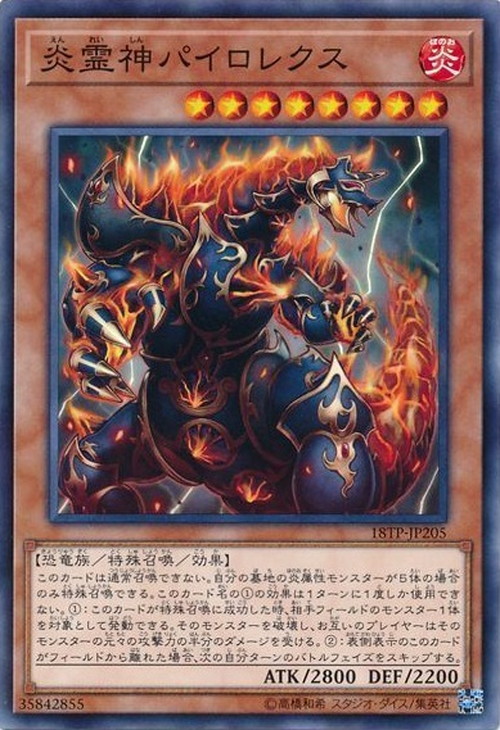 炎霊神パイロレクス
炎
18TP-JP205
【恐竜族／特殊召喚／効果】
このカードは通常召喚できない。自分の墓地の炎属性モンスターが５体の場合
のみ特殊召喚できる。このカード名の①の効果は１ターンに１度しか使用でき
ない。①：このカードが特殊召喚に成功した時、相手フィールドのモンスター１体
を対象として発動できる。そのモンスターを破壊し、お互いのプレイヤーはその
モンスターの元々の攻撃力の半分のダメージを受ける。②：表側表示のこのカード
がフィールドから離れた場合、次の自分ターンのバトルフェイズをスキップする。
ATK/2800 DEF/2200
35842855
©高橋和希 スタジオ・ダイス/集英社